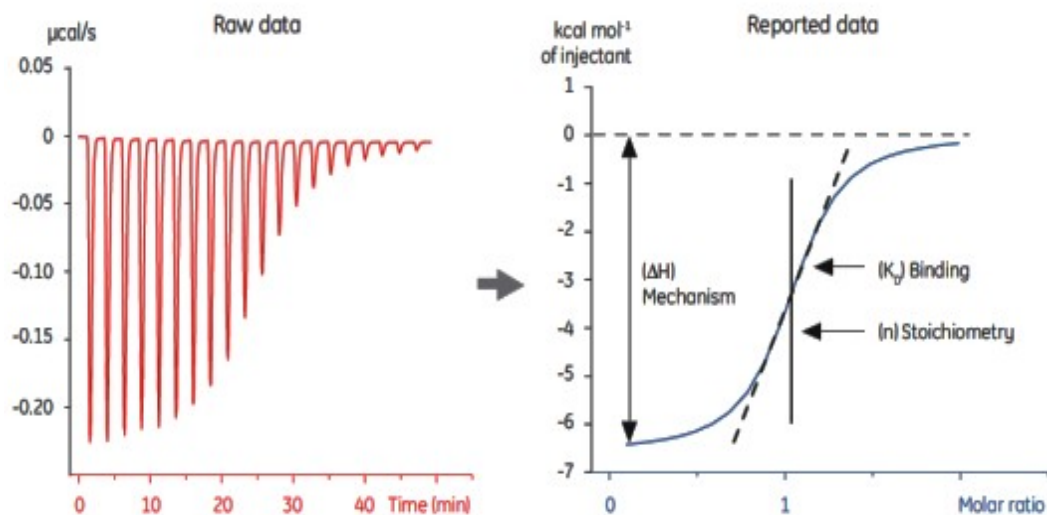 Raw data
µcal/s
0.05
0
-0.05
-0.10
-0.15
-0.20
0 10 20 30 40 Time (min)
Reported data
kcal mol⁻¹
of injectant
1
0
-1
-2
-3
-4
-5
-6
-7
(ΔH)
Mechanism
(K_D) Binding
(n) Stoichiometry
0 1 Molar ratio